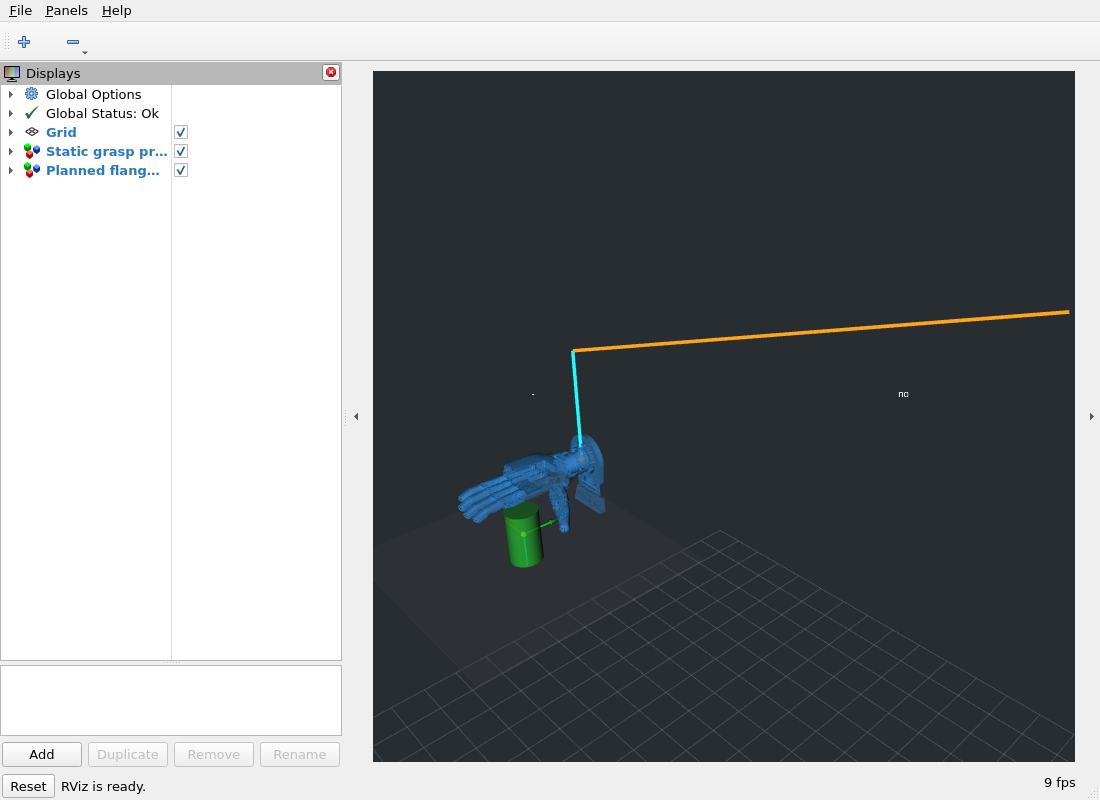 File Panels Help
Displays
Global Options
Global Status: Ok
Grid
Static grasp pr...
Planned flang...
no
Add Duplicate Remove Rename
Reset RViz is ready.
9 fps